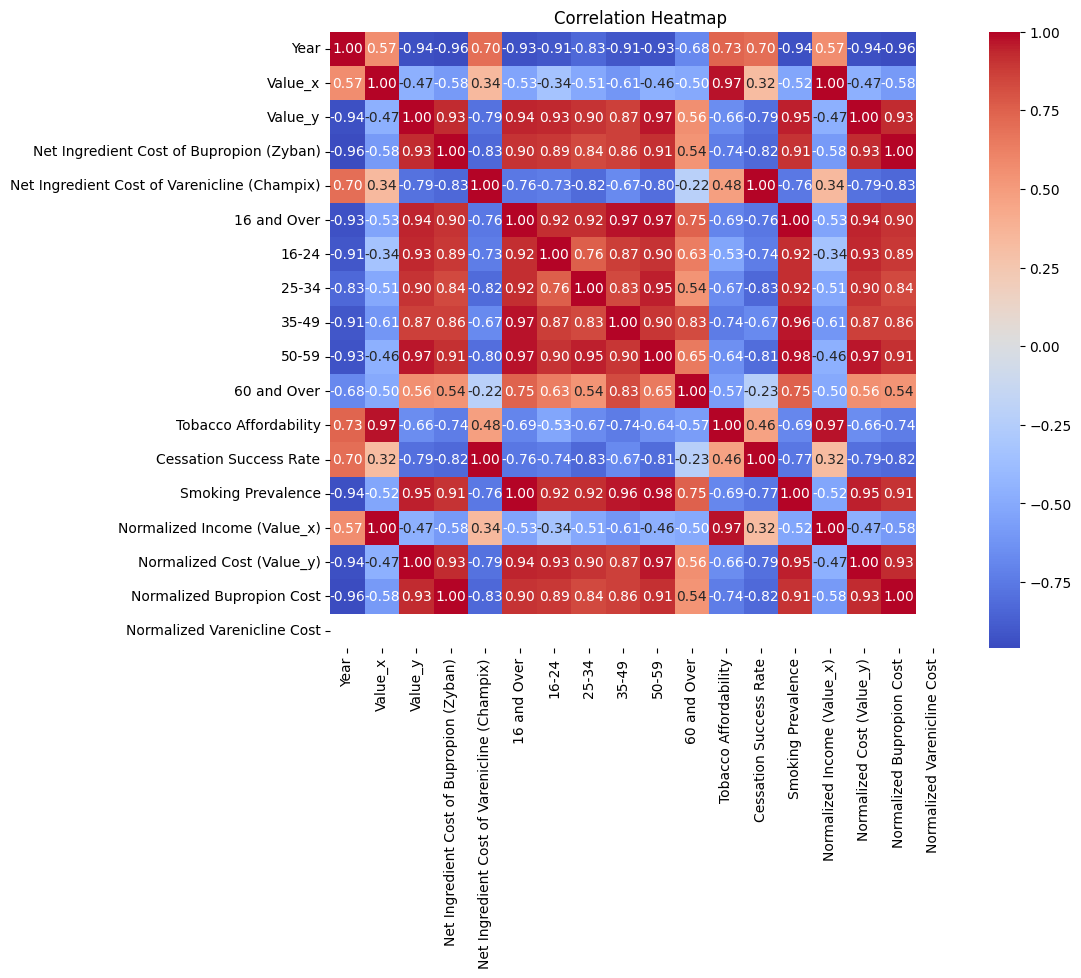 Correlation Heatmap
Year 1.00 0.57 -0.94 -0.96 0.70 -0.93 -0.91 -0.83 -0.91 -0.93 -0.68 0.73 0.70 -0.94 0.57 -0.94 -0.96
Value_x 0.57 1.00 -0.47 -0.58 0.34 -0.53 -0.34 -0.51 -0.61 -0.46 -0.50 0.97 0.32 -0.52 1.00 -0.47 -0.58
Value_y -0.94 -0.47 1.00 0.93 -0.79 0.94 0.93 0.90 0.87 0.97 0.56 -0.66 -0.79 0.95 -0.47 1.00 0.93
Net Ingredient Cost of Bupropion (Zyban) -0.96 -0.58 0.93 1.00 -0.83 0.90 0.89 0.84 0.86 0.91 0.54 -0.74 -0.82 0.91 -0.58 0.93 1.00
Net Ingredient Cost of Varenicline (Champix) 0.70 0.34 -0.79 -0.83 1.00 -0.76 -0.73 -0.82 -0.67 -0.80 -0.22 0.48 1.00 -0.76 0.34 -0.79 -0.83
16 and Over -0.93 -0.53 0.94 0.90 -0.76 1.00 0.92 0.92 0.97 0.97 0.75 -0.69 -0.76 1.00 -0.53 0.94 0.90
16-24 -0.91 -0.34 0.93 0.89 -0.73 0.92 1.00 0.76 0.87 0.90 0.63 -0.53 -0.74 0.92 -0.34 0.93 0.89
25-34 -0.83 -0.51 0.90 0.84 -0.82 0.92 0.76 1.00 0.83 0.95 0.54 -0.67 -0.83 0.92 -0.51 0.90 0.84
35-49 -0.91 -0.61 0.87 0.86 -0.67 0.97 0.87 0.83 1.00 0.90 0.83 -0.74 -0.67 0.96 -0.61 0.87 0.86
50-59 -0.93 -0.46 0.97 0.91 -0.80 0.97 0.90 0.95 0.90 1.00 0.65 -0.64 -0.81 0.98 -0.46 0.97 0.91
60 and Over -0.68 -0.50 0.56 0.54 -0.22 0.75 0.63 0.54 0.83 0.65 1.00 -0.57 -0.23 0.75 -0.50 0.56 0.54
Tobacco Affordability 0.73 0.97 -0.66 -0.74 0.48 -0.69 -0.53 -0.67 -0.74 -0.64 -0.57 1.00 0.46 -0.69 0.97 -0.66 -0.74
Cessation Success Rate 0.70 0.32 -0.79 -0.82 1.00 -0.76 -0.74 -0.83 -0.67 -0.81 -0.23 0.46 1.00 -0.77 0.32 -0.79 -0.82
Smoking Prevalence -0.94 -0.52 0.95 0.91 -0.76 1.00 0.92 0.92 0.96 0.98 0.75 -0.69 -0.77 1.00 -0.52 0.95 0.91
Normalized Income (Value_x) 0.57 1.00 -0.47 -0.58 0.34 -0.53 -0.34 -0.51 -0.61 -0.46 -0.50 0.97 0.32 -0.52 1.00 -0.47 -0.58
Normalized Cost (Value_y) -0.94 -0.47 1.00 0.93 -0.79 0.94 0.93 0.90 0.87 0.97 0.56 -0.66 -0.79 0.95 -0.47 1.00 0.93
Normalized Bupropion Cost -0.96 -0.58 0.93 1.00 -0.83 0.90 0.89 0.84 0.86 0.91 0.54 -0.74 -0.82 0.91 -0.58 0.93 1.00
Normalized Varenicline Cost
Year
Value_x
Value_y
Net Ingredient Cost of Bupropion (Zyban)
Net Ingredient Cost of Varenicline (Champix)
16 and Over
16-24
25-34
35-49
50-59
60 and Over
Tobacco Affordability
Cessation Success Rate
Smoking Prevalence
Normalized Income (Value_x)
Normalized Cost (Value_y)
Normalized Bupropion Cost
Normalized Varenicline Cost
1.00
0.75
0.50
0.25
0.00
−0.25
−0.50
−0.75